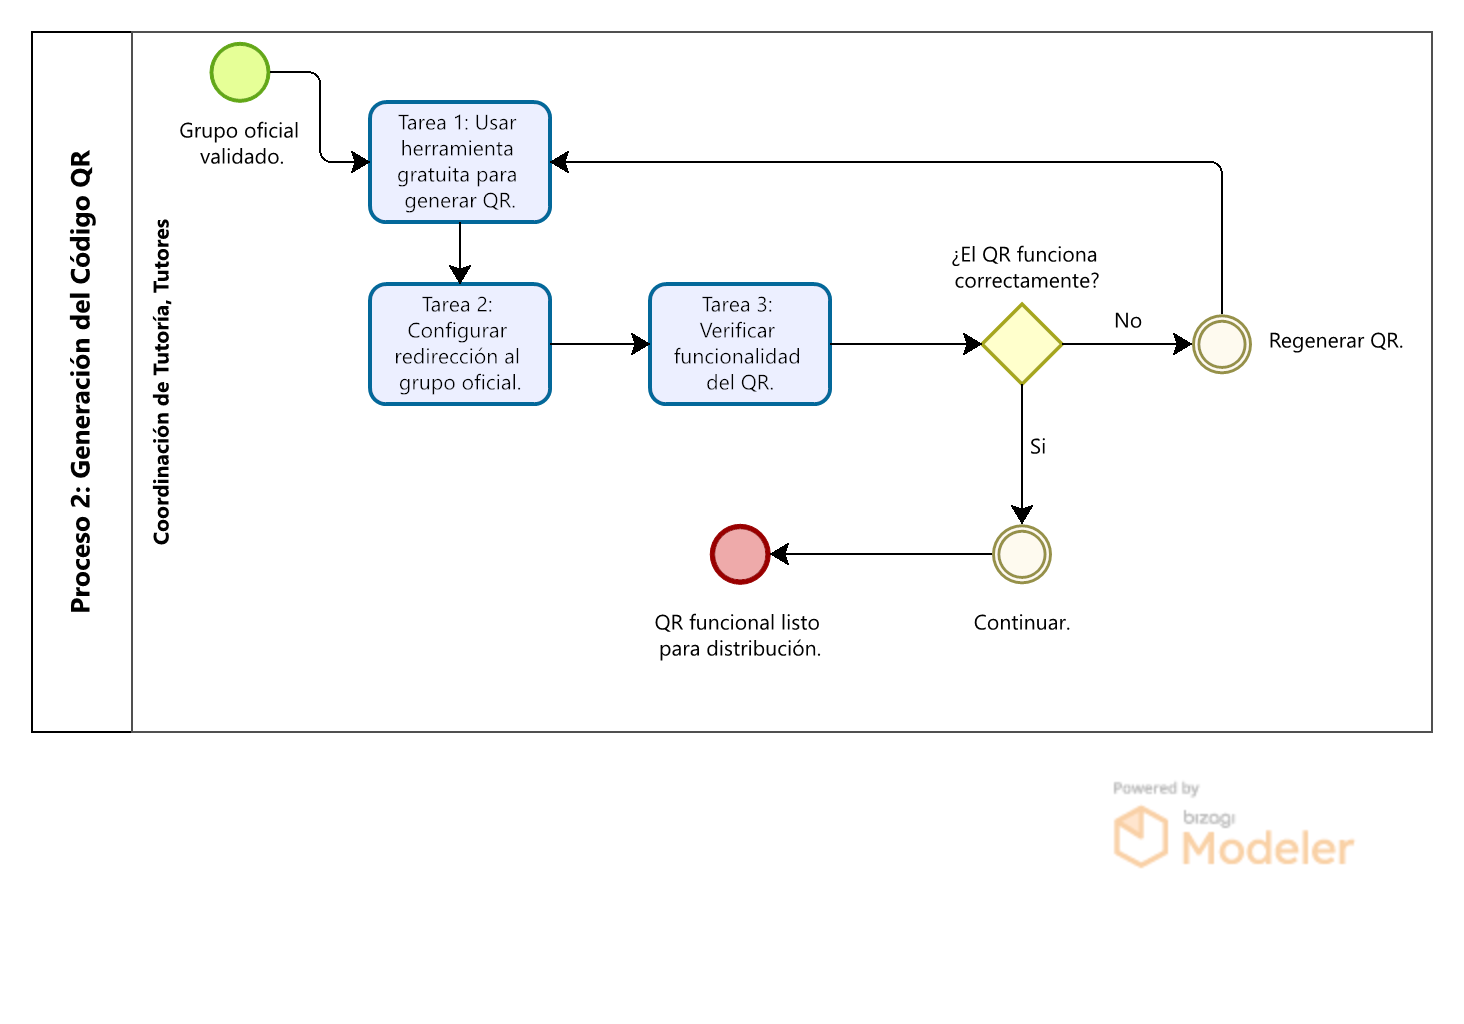 Proceso 2: Generación del Código QR
Coordinación de Tutoría, Tutores
Grupo oficial
validado.
Tarea 1: Usar
herramienta
gratuita para
generar QR.
Tarea 2:
Configurar
redirección al
grupo oficial.
Tarea 3:
Verificar
funcionalidad
del QR.
¿El QR funciona
correctamente?
No
Regenerar QR.
Si
Continuar.
QR funcional listo
para distribución.
Powered by
bizagi
Modeler